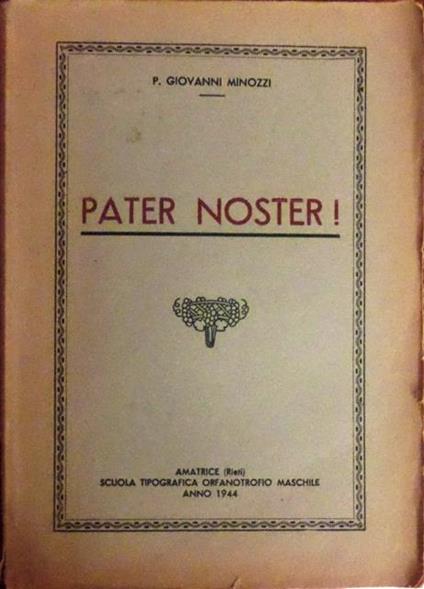 P. GIOVANNI MINOZZI
PATER NOSTER!
AMATRICE (Rieti)
SCUOLA TIPOGRAFICA ORFANOTROFIO MASCHILE
ANNO 1944